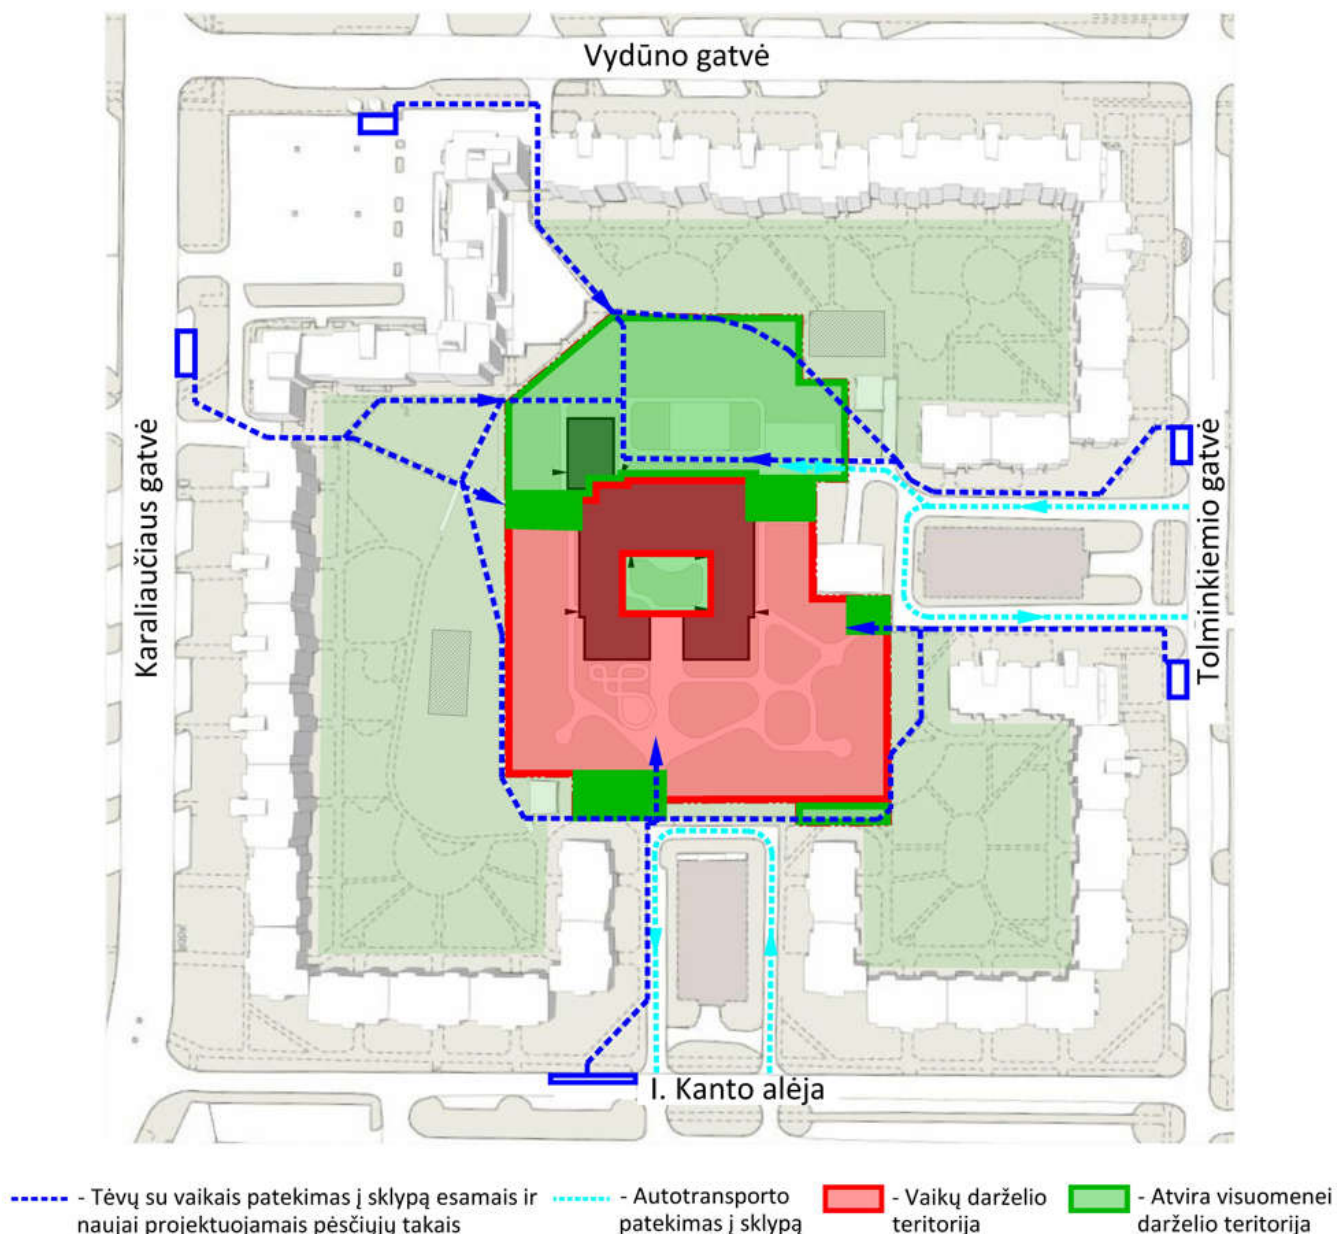 Vydūno gatvė
Karaliaučiaus gatvė
Tolminkiemio gatvė
I. Kanto alėja
- Tėvų su vaikais patekimas į sklypą esamais ir
naujai projektuojamais pėsčiųjų takais
- Autotransporto
patekimas į sklypą
- Vaikų darželio
teritorija
- Atvira visuomenei
darželio teritorija